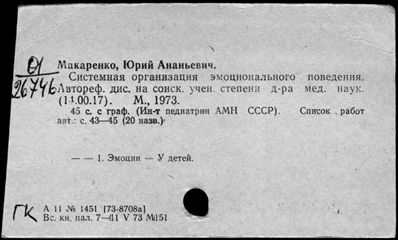 Макаренко, Юрий Ананьевич.
Системная организация эмоционального поведения.
Автореф. дис. на соиск. учен. степени д-ра мед. наук.
(14.00.17). М., 1973.
45 с. с граф. (Ин-т педиатрии АМН СССР). Список работ
авт.: с. 43—45 (20 назв.)
— — 1. Эмоции — У детей.
26746
ГК
А 11 № 1451 [73-8708а]
Вс. кн. пал. 7—11 V 73 М151